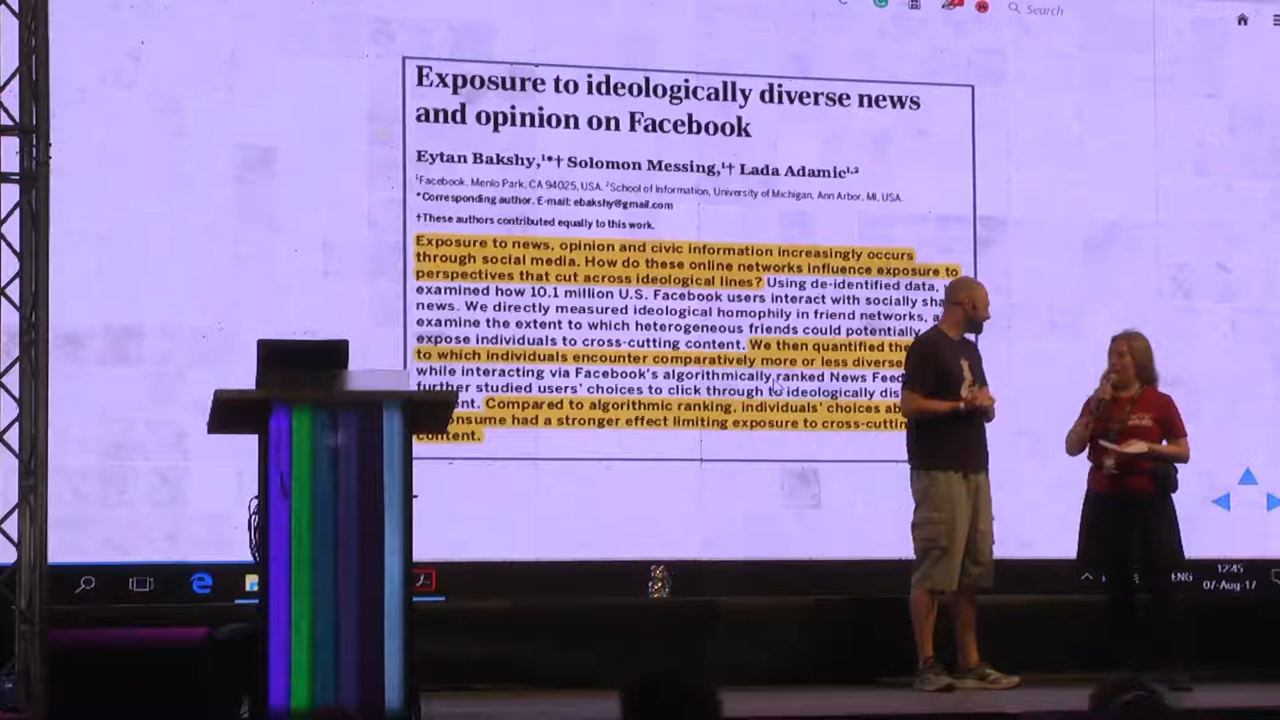 Search
Exposure to ideologically diverse news
and opinion on Facebook
Eytan Bakshy,¹*† Solomon Messing,¹† Lada Adamic¹,²
¹Facebook, Menlo Park, CA 94025, USA. ²School of Information, University of Michigan, Ann Arbor, MI, USA.
*Corresponding author. E-mail: ebakshy@gmail.com
†These authors contributed equally to this work.
Exposure to news, opinion and civic information increasingly occurs
through social media. How do these online networks influence exposure to
perspectives that cut across ideological lines? Using de-identified data,
examined how 10.1 million U.S. Facebook users interact with socially sha
news. We directly measured ideological homophily in friend networks, a
examine the extent to which heterogeneous friends could potentially
expose individuals to cross-cutting content. We then quantified the
to which individuals encounter comparatively more or less diverse
while interacting via Facebook's algorithmically ranked News Feed
further studied users' choices to click through to ideologically dis
ent. Compared to algorithmic ranking, individuals' choices ab
onsume had a stronger effect limiting exposure to cross-cuttin
content.
ENG
12:45
07-Aug-17